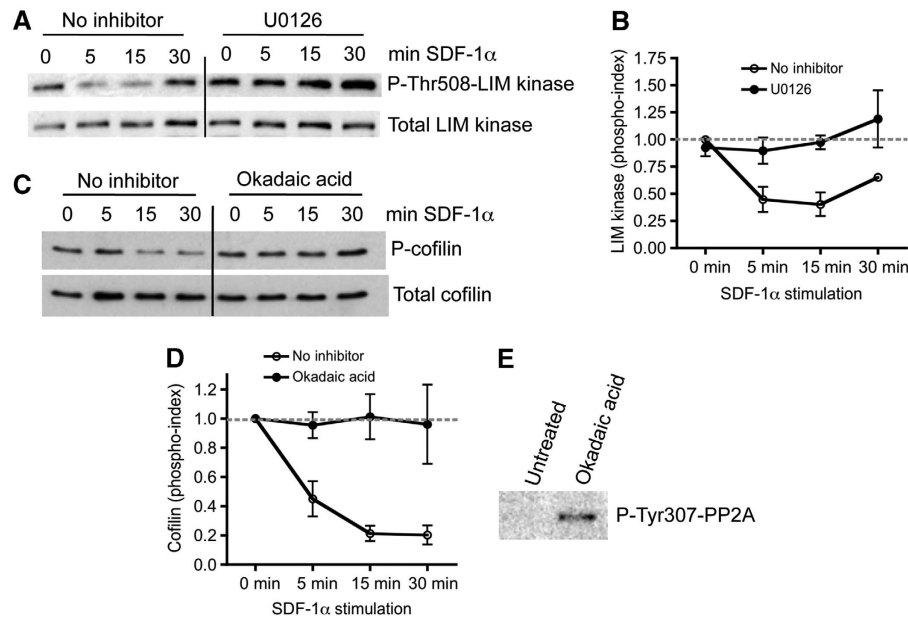 A
No inhibitor U0126
0 5 15 30 0 5 15 30 min SDF-1α
P-Thr508-LIM kinase
Total LIM kinase
B
No inhibitor
U0126
LIM kinase (phospho-index)
1.75
1.50
1.25
1.00
0.75
0.50
0.25
0.00
0 min 5 min 15 min 30 min
SDF-1α stimulation
C
No inhibitor Okadaic acid
0 5 15 30 0 5 15 30 min SDF-1α
P-cofilin
Total cofilin
D
No inhibitor
Okadaic acid
Cofilin (phospho-index)
1.2
1.0
0.8
0.6
0.4
0.2
0.0
0 min 5 min 15 min 30 min
SDF-1α stimulation
E
Untreated Okadaic acid
P-Tyr307-PP2A